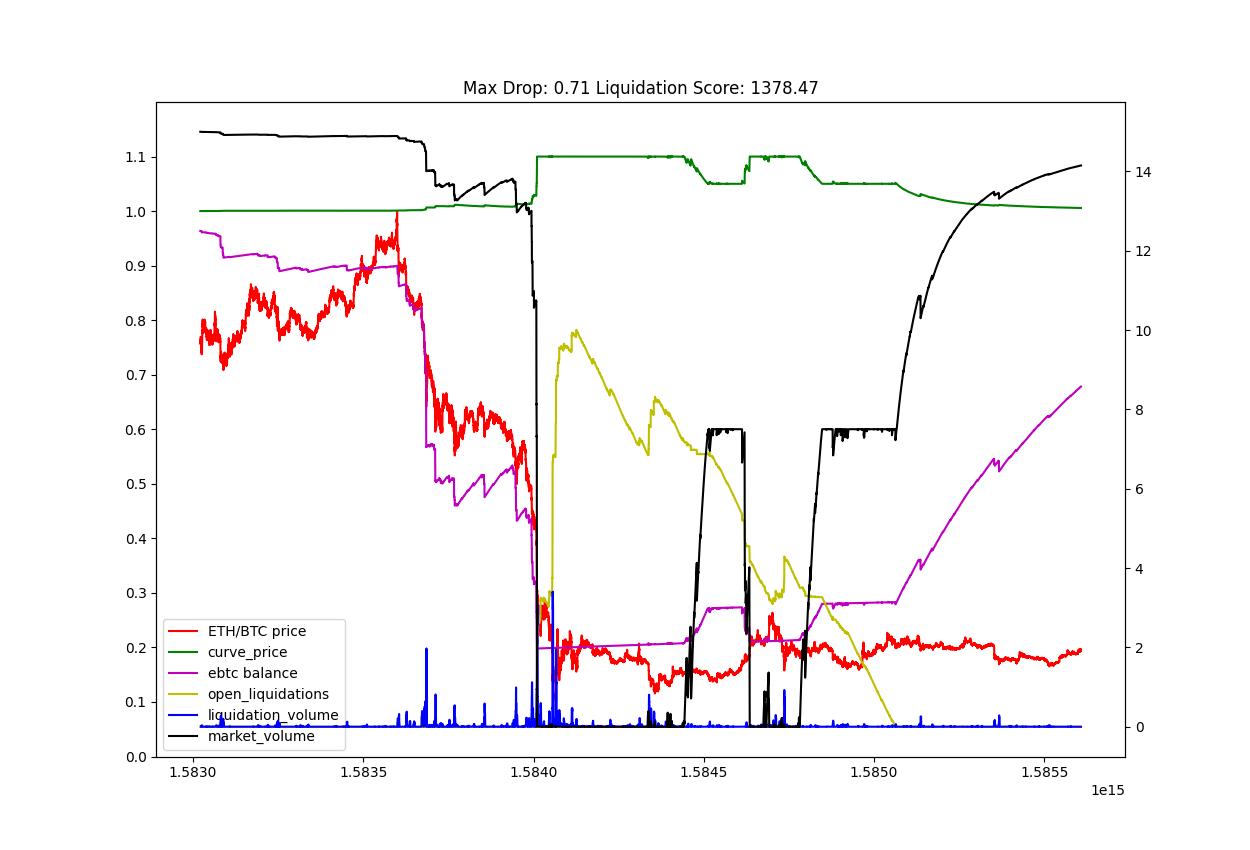 Max Drop: 0.71 Liquidation Score: 1378.47
1.1
1.0
0.9
0.8
0.7
0.6
0.5
0.4
0.3
0.2
0.1
0.0
14
12
10
8
6
4
2
0
ETH/BTC price
curve_price
ebtc balance
open_liquidations
liquidation_volume
market_volume
1.5830 1.5835 1.5840 1.5845 1.5850 1.5855
1e15